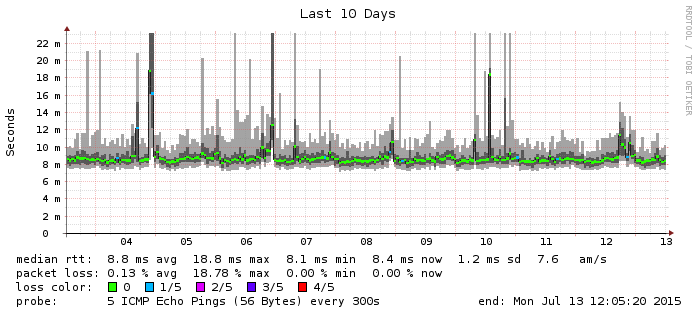 Last 10 Days
RRDTOOL / TOBI OETIKER
Seconds
22 m
20 m
18 m
16 m
14 m
12 m
10 m
8 m
6 m
4 m
2 m
0
04 05 06 07 08 09 10 11 12 13
median rtt: 8.8 ms avg 18.8 ms max 8.1 ms min 8.4 ms now 1.2 ms sd 7.6 am/s
packet loss: 0.13 % avg 18.78 % max 0.00 % min 0.00 % now
loss color: 0 1/5 2/5 3/5 4/5
probe: 5 ICMP Echo Pings (56 Bytes) every 300s end: Mon Jul 13 12:05:20 2015